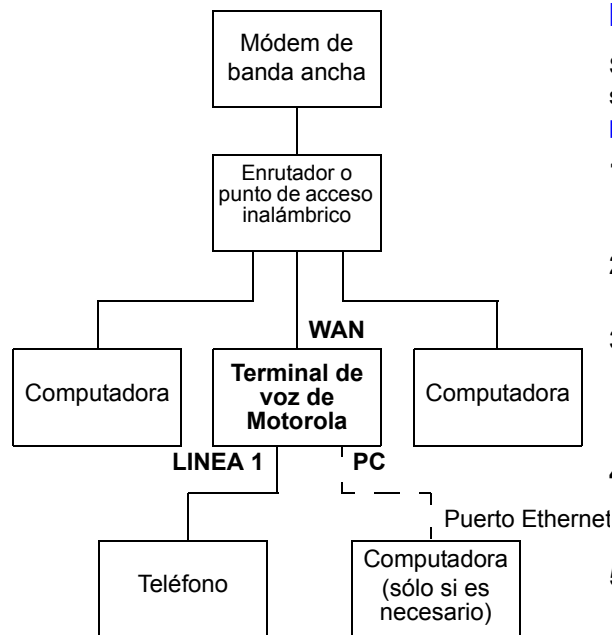 Módem de
banda ancha
Enrutador o
punto de acceso
inalámbrico
WAN
Computadora
Terminal de
voz de
Motorola
Computadora
LINEA 1
PC
Puerto Ethernet
Teléfono
Computadora
(sólo si es
necesario)